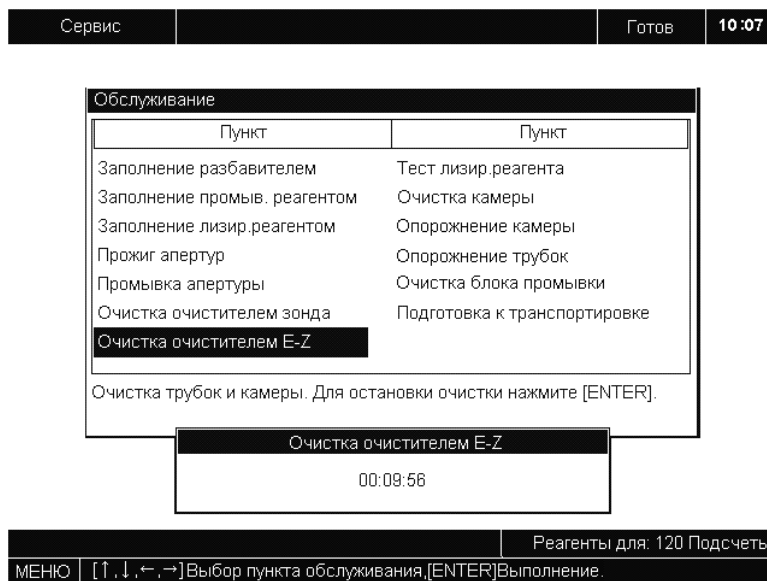 Сервис Готов 10:07
Обслуживание
Пункт Пункт
Заполнение разбавителем Тест лизир.реагента
Заполнение промыв. реагентом Очистка камеры
Заполнение лизир.реагентом Опорожнение камеры
Прожиг апертур Опорожнение трубок
Промывка апертуры Очистка блока промывки
Очистка очистителем зонда Подготовка к транспортировке
Очистка очистителем E-Z
Очистка трубок и камеры. Для остановки очистки нажмите [ENTER].
Очистка очистителем E-Z
00:09:56
Реагенты для: 120 Подсчеть
МЕНЮ [↑,↓,←,→]Выбор пункта обслуживания,[ENTER]Выполнение.